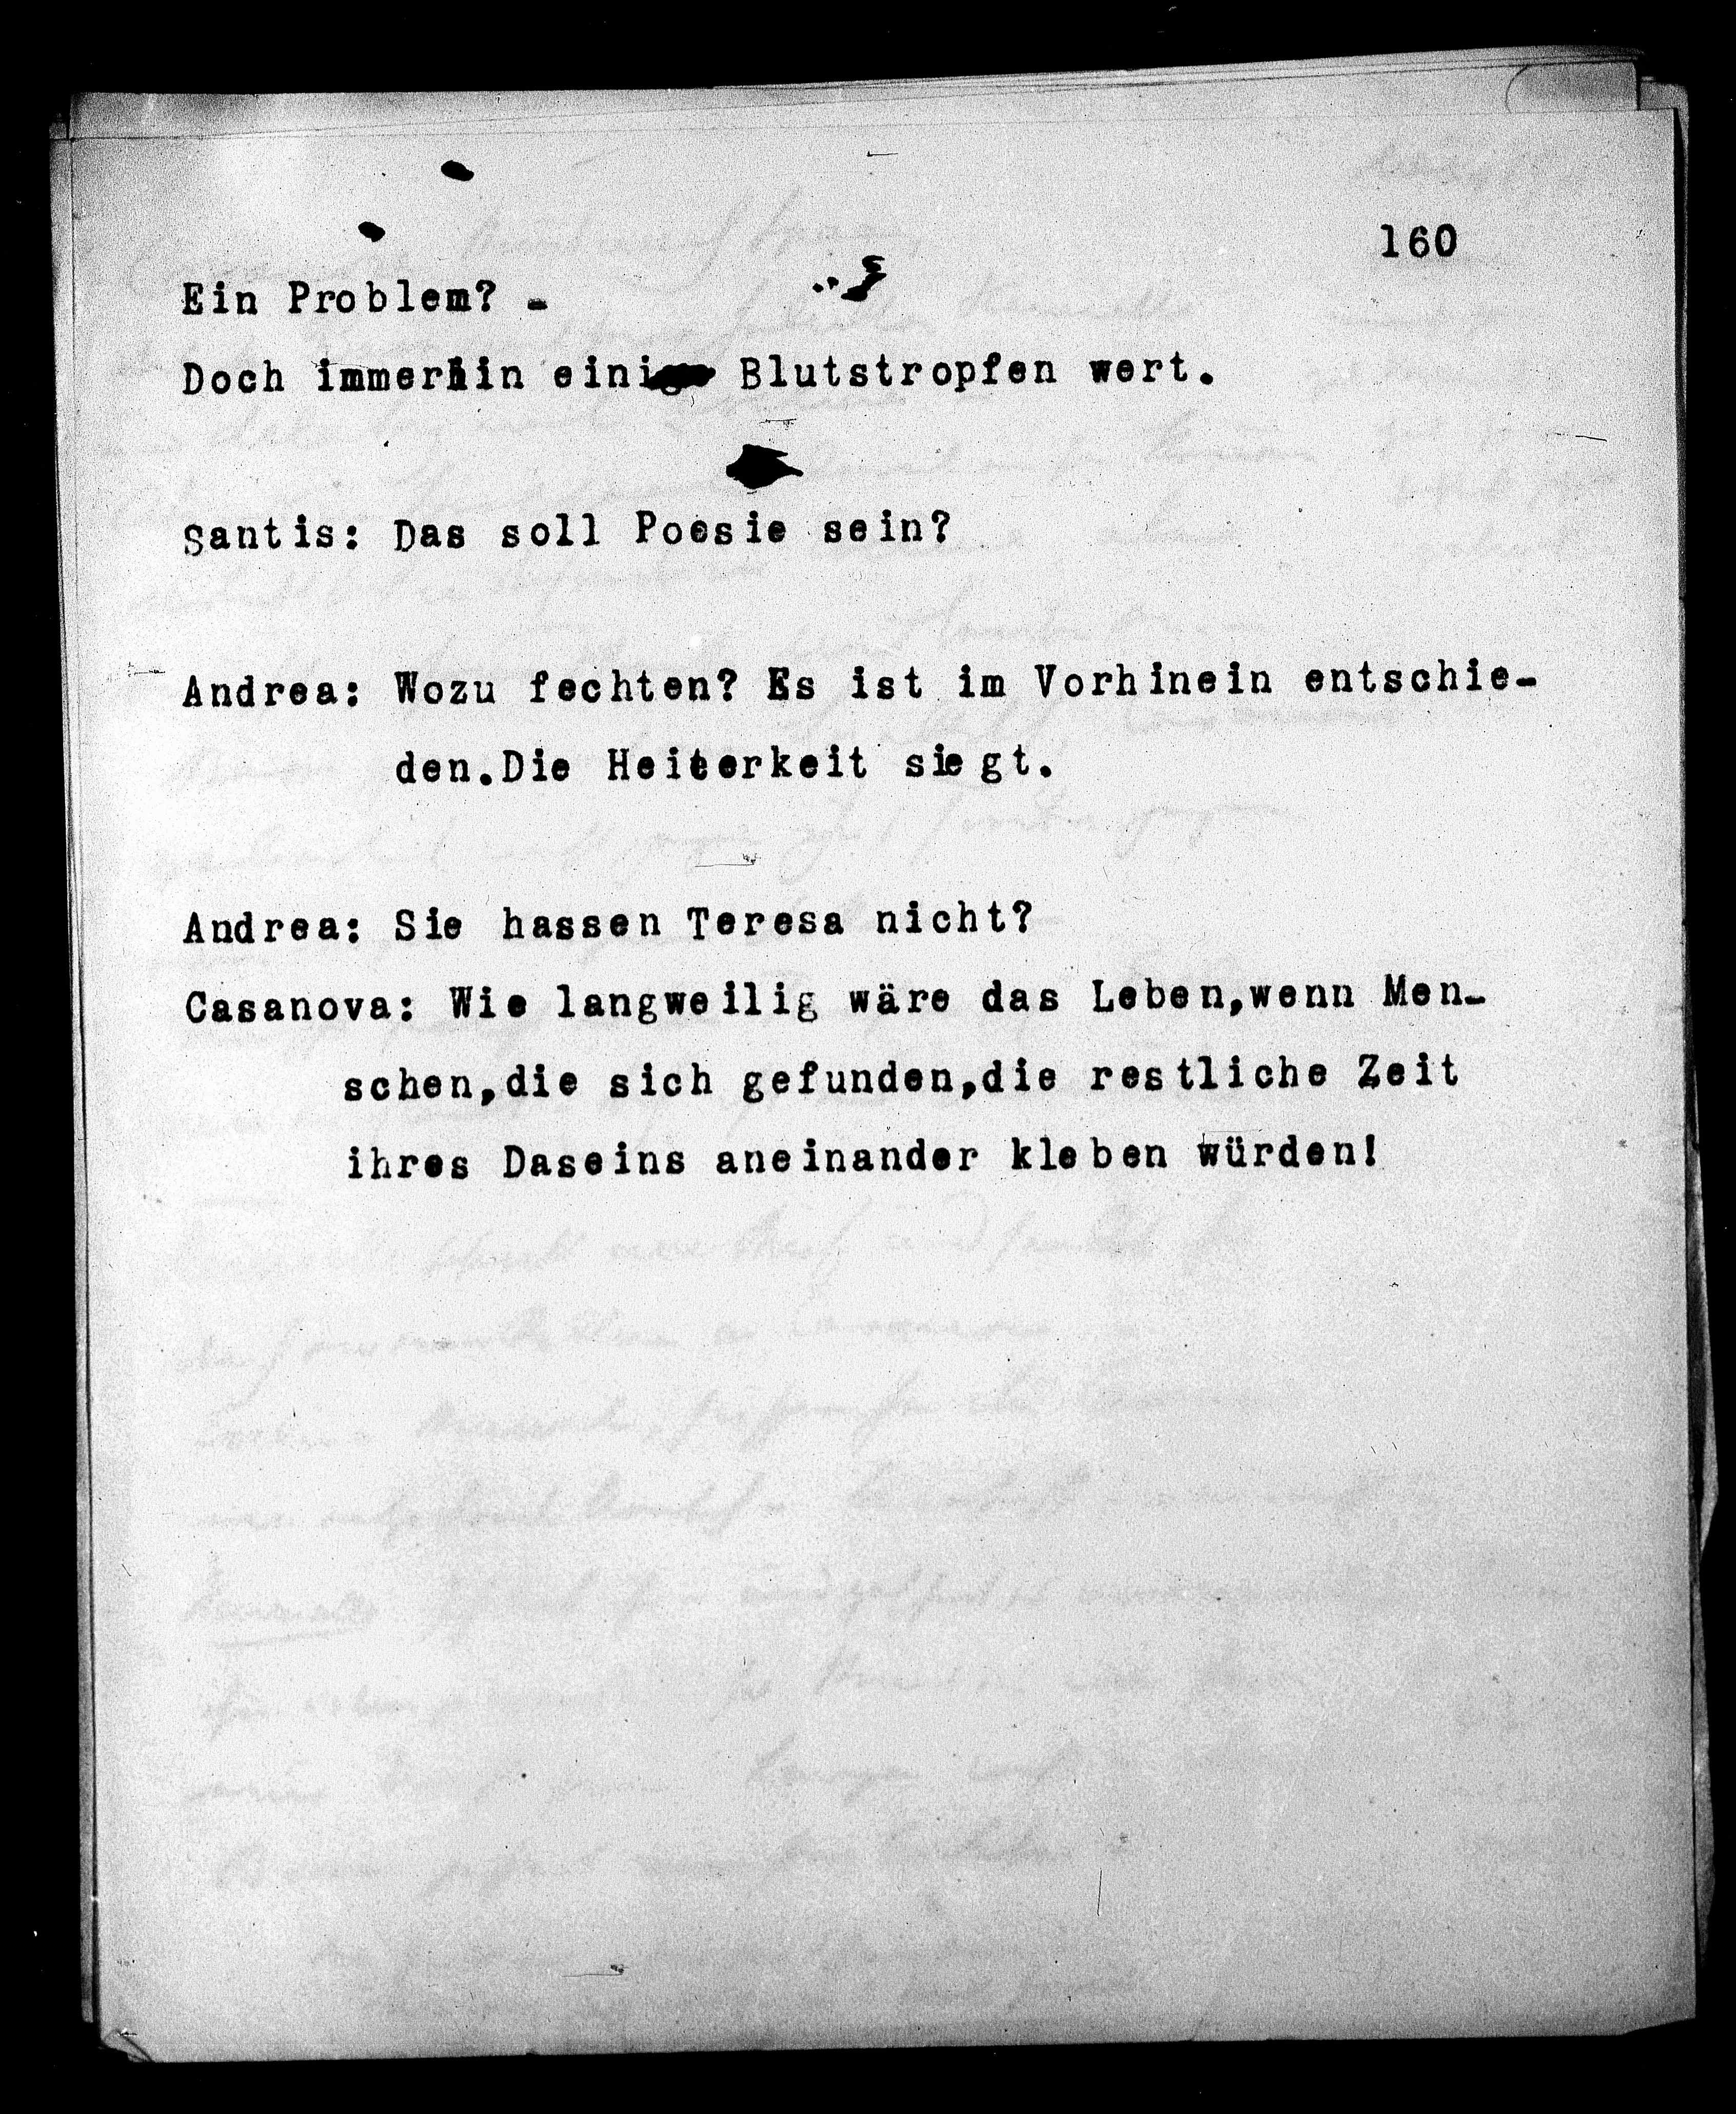 160
Ein Problem? -
Doch immerhin einige Blutstropfen wert.
Santis: Das soll Poesie sein?
Andrea: Wozu fechten? Es ist im Vorhinein entschie-
den.Die Heiterkeit siegt.
Andrea: Sie hassen Teresa nicht?
Casanova: Wie langweilig wäre das Leben,wenn Men-
schen,die sich gefunden,die restliche Zeit
ihres Daseins aneinander kleben würden!